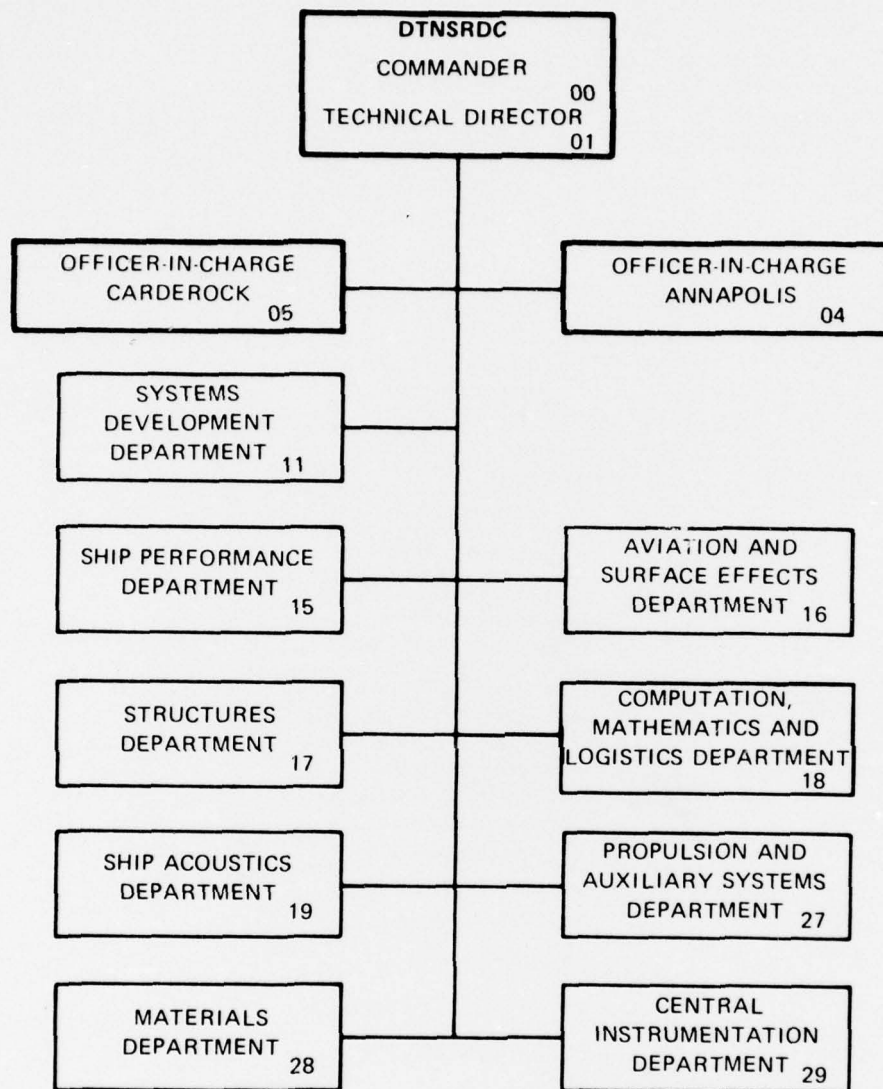 DTNSRDC
COMMANDER
00
TECHNICAL DIRECTOR
01
OFFICER-IN-CHARGE
CARDEROCK
05
OFFICER-IN-CHARGE
ANNAPOLIS
04
SYSTEMS
DEVELOPMENT
DEPARTMENT
11
SHIP PERFORMANCE
DEPARTMENT
15
AVIATION AND
SURFACE EFFECTS
DEPARTMENT
16
STRUCTURES
DEPARTMENT
17
COMPUTATION,
MATHEMATICS AND
LOGISTICS DEPARTMENT
18
SHIP ACOUSTICS
DEPARTMENT
19
PROPULSION AND
AUXILIARY SYSTEMS
DEPARTMENT
27
MATERIALS
DEPARTMENT
28
CENTRAL
INSTRUMENTATION
DEPARTMENT
29